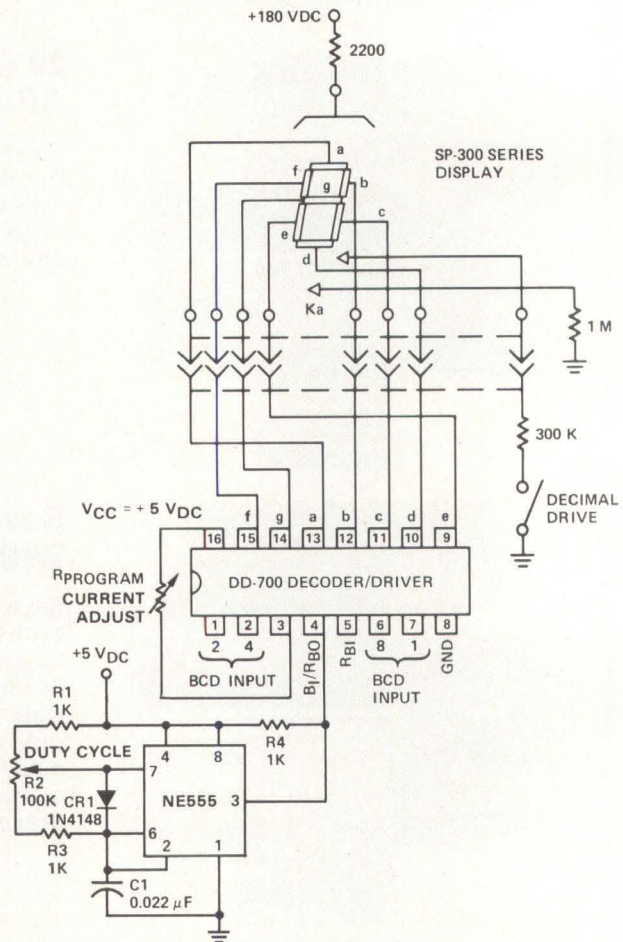 +180 VDC
2200
SP-300 SERIES
DISPLAY
a
f
b
g
c
e
d
Ka
1 M
300 K
DECIMAL
DRIVE
VCC = + 5 VDC
f g a b c d e
16 15 14 13 12 11 10 9
RPROGRAM
CURRENT
ADJUST
DD-700 DECODER/DRIVER
1 2 3 4 5 6 7 8
2 4 BI/RBO RBI 8 1 GND
BCD INPUT
BCD
INPUT
+5 VDC
R1
1K
4 8
R4
1K
DUTY CYCLE
7
R2
100K
CR1
1N4148
NE555
3
6
R3
1K
2 1
C1
0.022 μF